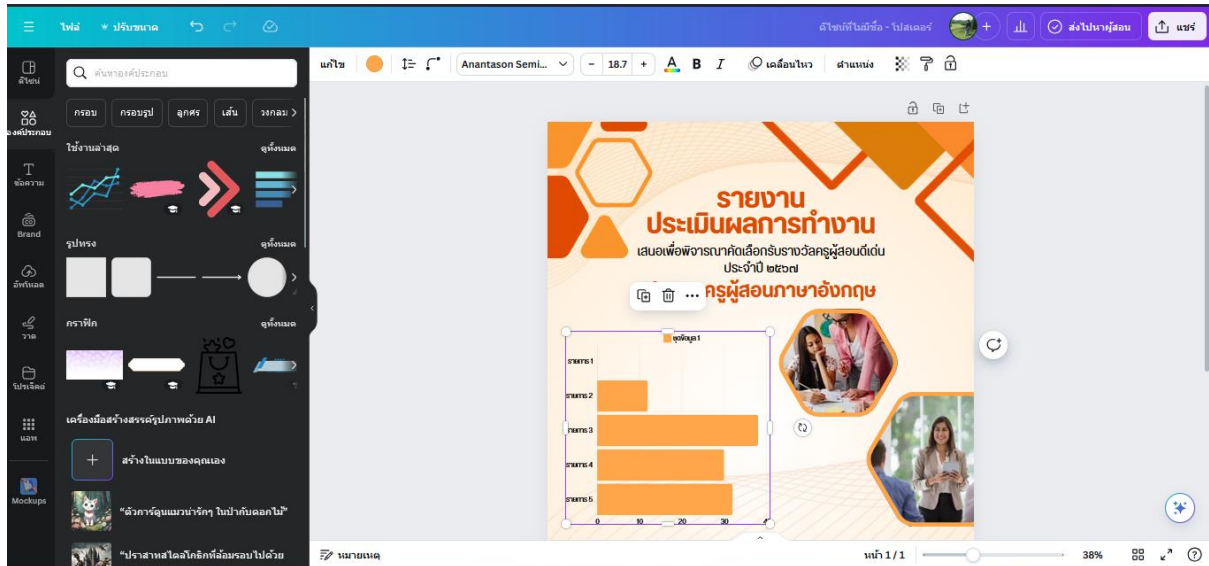 ไฟล์
ปรับขนาด
ดีไซน์ที่ไม่มีชื่อ - โปสเตอร์
ส่งไปหาผู้สอน
แชร์
ดีไซน์
องค์ประกอบ
ข้อความ
Brand
อัพโหลด
วาด
โปรเจ็คต์
แอพ
Mockups
ค้นหาองค์ประกอบ
กรอบ กรอบรูป ลูกศร เส้น วงกลม
ใช้งานล่าสุด ดูทั้งหมด
รูปทรง ดูทั้งหมด
กราฟิก ดูทั้งหมด
เครื่องมือสร้างสรรค์รูปภาพด้วย AI
สร้างในแบบของคุณเอง
“ตัวการ์ตูนแมวน่ารักๆ ในป่ากับดอกไม้”
“ปราสาทสไตล์โกธิกที่ล้อมรอบไปด้วย
แก้ไข Anantason Semi... – 18.7 + A B I เคลื่อนไหว ตำแหน่ง
รายงาน
ประเมินผลการทำงาน
เสนอเพื่อพิจารณาคัดเลือกรับรางวัลครูผู้สอนดีเด่น
ประจำปี ๒๕๖๗
ครูผู้สอนภาษาอังกฤษ
ชุดข้อมูล 1
รายการ 1
รายการ 2
รายการ 3
รายการ 4
รายการ 5
0 10 20 30
หมายเหตุ
หน้า 1 / 1
38%